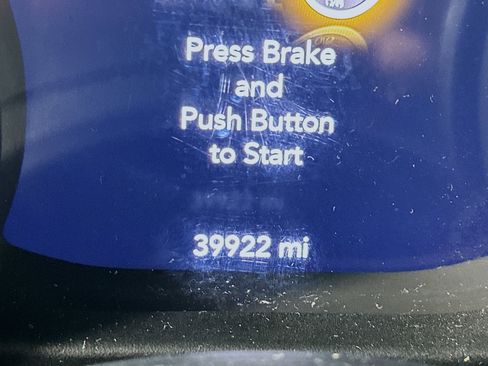 Press Brake
and
Push Button
to Start
39922 mi